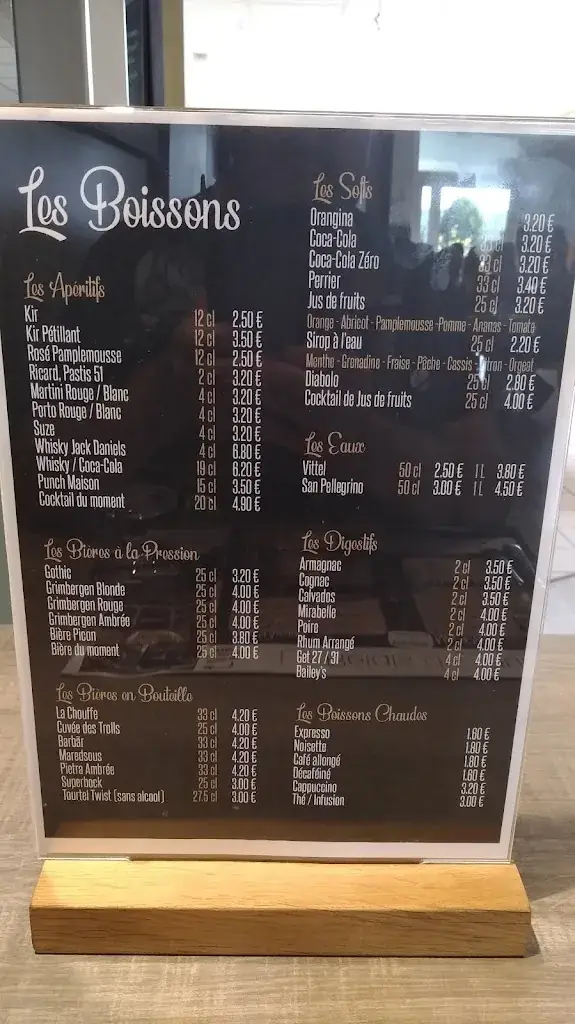 Les Boissons
Les Apéritifs
Kir 12 cl 2.50 €
Kir Pétillant 12 cl 3.50 €
Rosé Pamplemousse 12 cl 2.50 €
Ricard, Pastis 51 2 cl 3.20 €
Martini Rouge / Blanc 4 cl 3.20 €
Porto Rouge / Blanc 4 cl 3.20 €
Suze 4 cl 3.20 €
Whisky Jack Daniels 4 cl 6.80 €
Whisky / Coca-Cola 19 cl 6.20 €
Punch Maison 15 cl 3.50 €
Cocktail du moment 20 cl 4.90 €
Les Bières à la Pression
Gothie 25 cl 3.20 €
Grimbergen Blonde 25 cl 4.00 €
Grimbergen Rouge 25 cl 4.00 €
Grimbergen Ambrée 25 cl 4.00 €
Bière Picon 25 cl 3.80 €
Bière du moment 25 cl 4.00 €
Les Bières en Bouteille
La Chouffe 33 cl 4.20 €
Cuvée des Trolls 25 cl 4.00 €
Barbãr 33 cl 4.20 €
Maredsous 33 cl 4.20 €
Pietra Ambrée 33 cl 4.20 €
Superbock 25 cl 3.00 €
Tourtel Twist (sans alcool) 27.5 cl 3.00 €
Les Softs
Orangina 3.20 €
Coca-Cola 33 cl 3.20 €
Coca-Cola Zéro 33 cl 3.20 €
Perrier 33 cl 3.40 €
Jus de fruits 25 cl 3.20 €
Orange - Abricot - Pamplemousse - Pomme - Ananas - Tomate
Sirop à l'eau 25 cl 2.20 €
Menthe - Grenadine - Fraise - Pêche - Cassis - Citron - Orgeat
Diabolo 25 cl 2.80 €
Cocktail de Jus de fruits 25 cl 4.00 €
Les Eaux
Vittel 50 cl 2.50 € 1 L 3.80 €
San Pellegrino 50 cl 3.00 € 1 L 4.50 €
Les Digestifs
Armagnac 2 cl 3.50 €
Cognac 2 cl 3.50 €
Calvados 2 cl 3.50 €
Mirabelle 2 cl 4.00 €
Poire 2 cl 4.00 €
Rhum Arrangé 2 cl 4.00 €
Get 27 / 31 4 cl 4.00 €
Bailey's 4 cl 4.00 €
Les Boissons Chaudes
Expresso 1.60 €
Noisette 1.80 €
Café allongé 1.80 €
Décaféiné 1.60 €
Cappuccino 3.20 €
Thé / Infusion 3.00 €